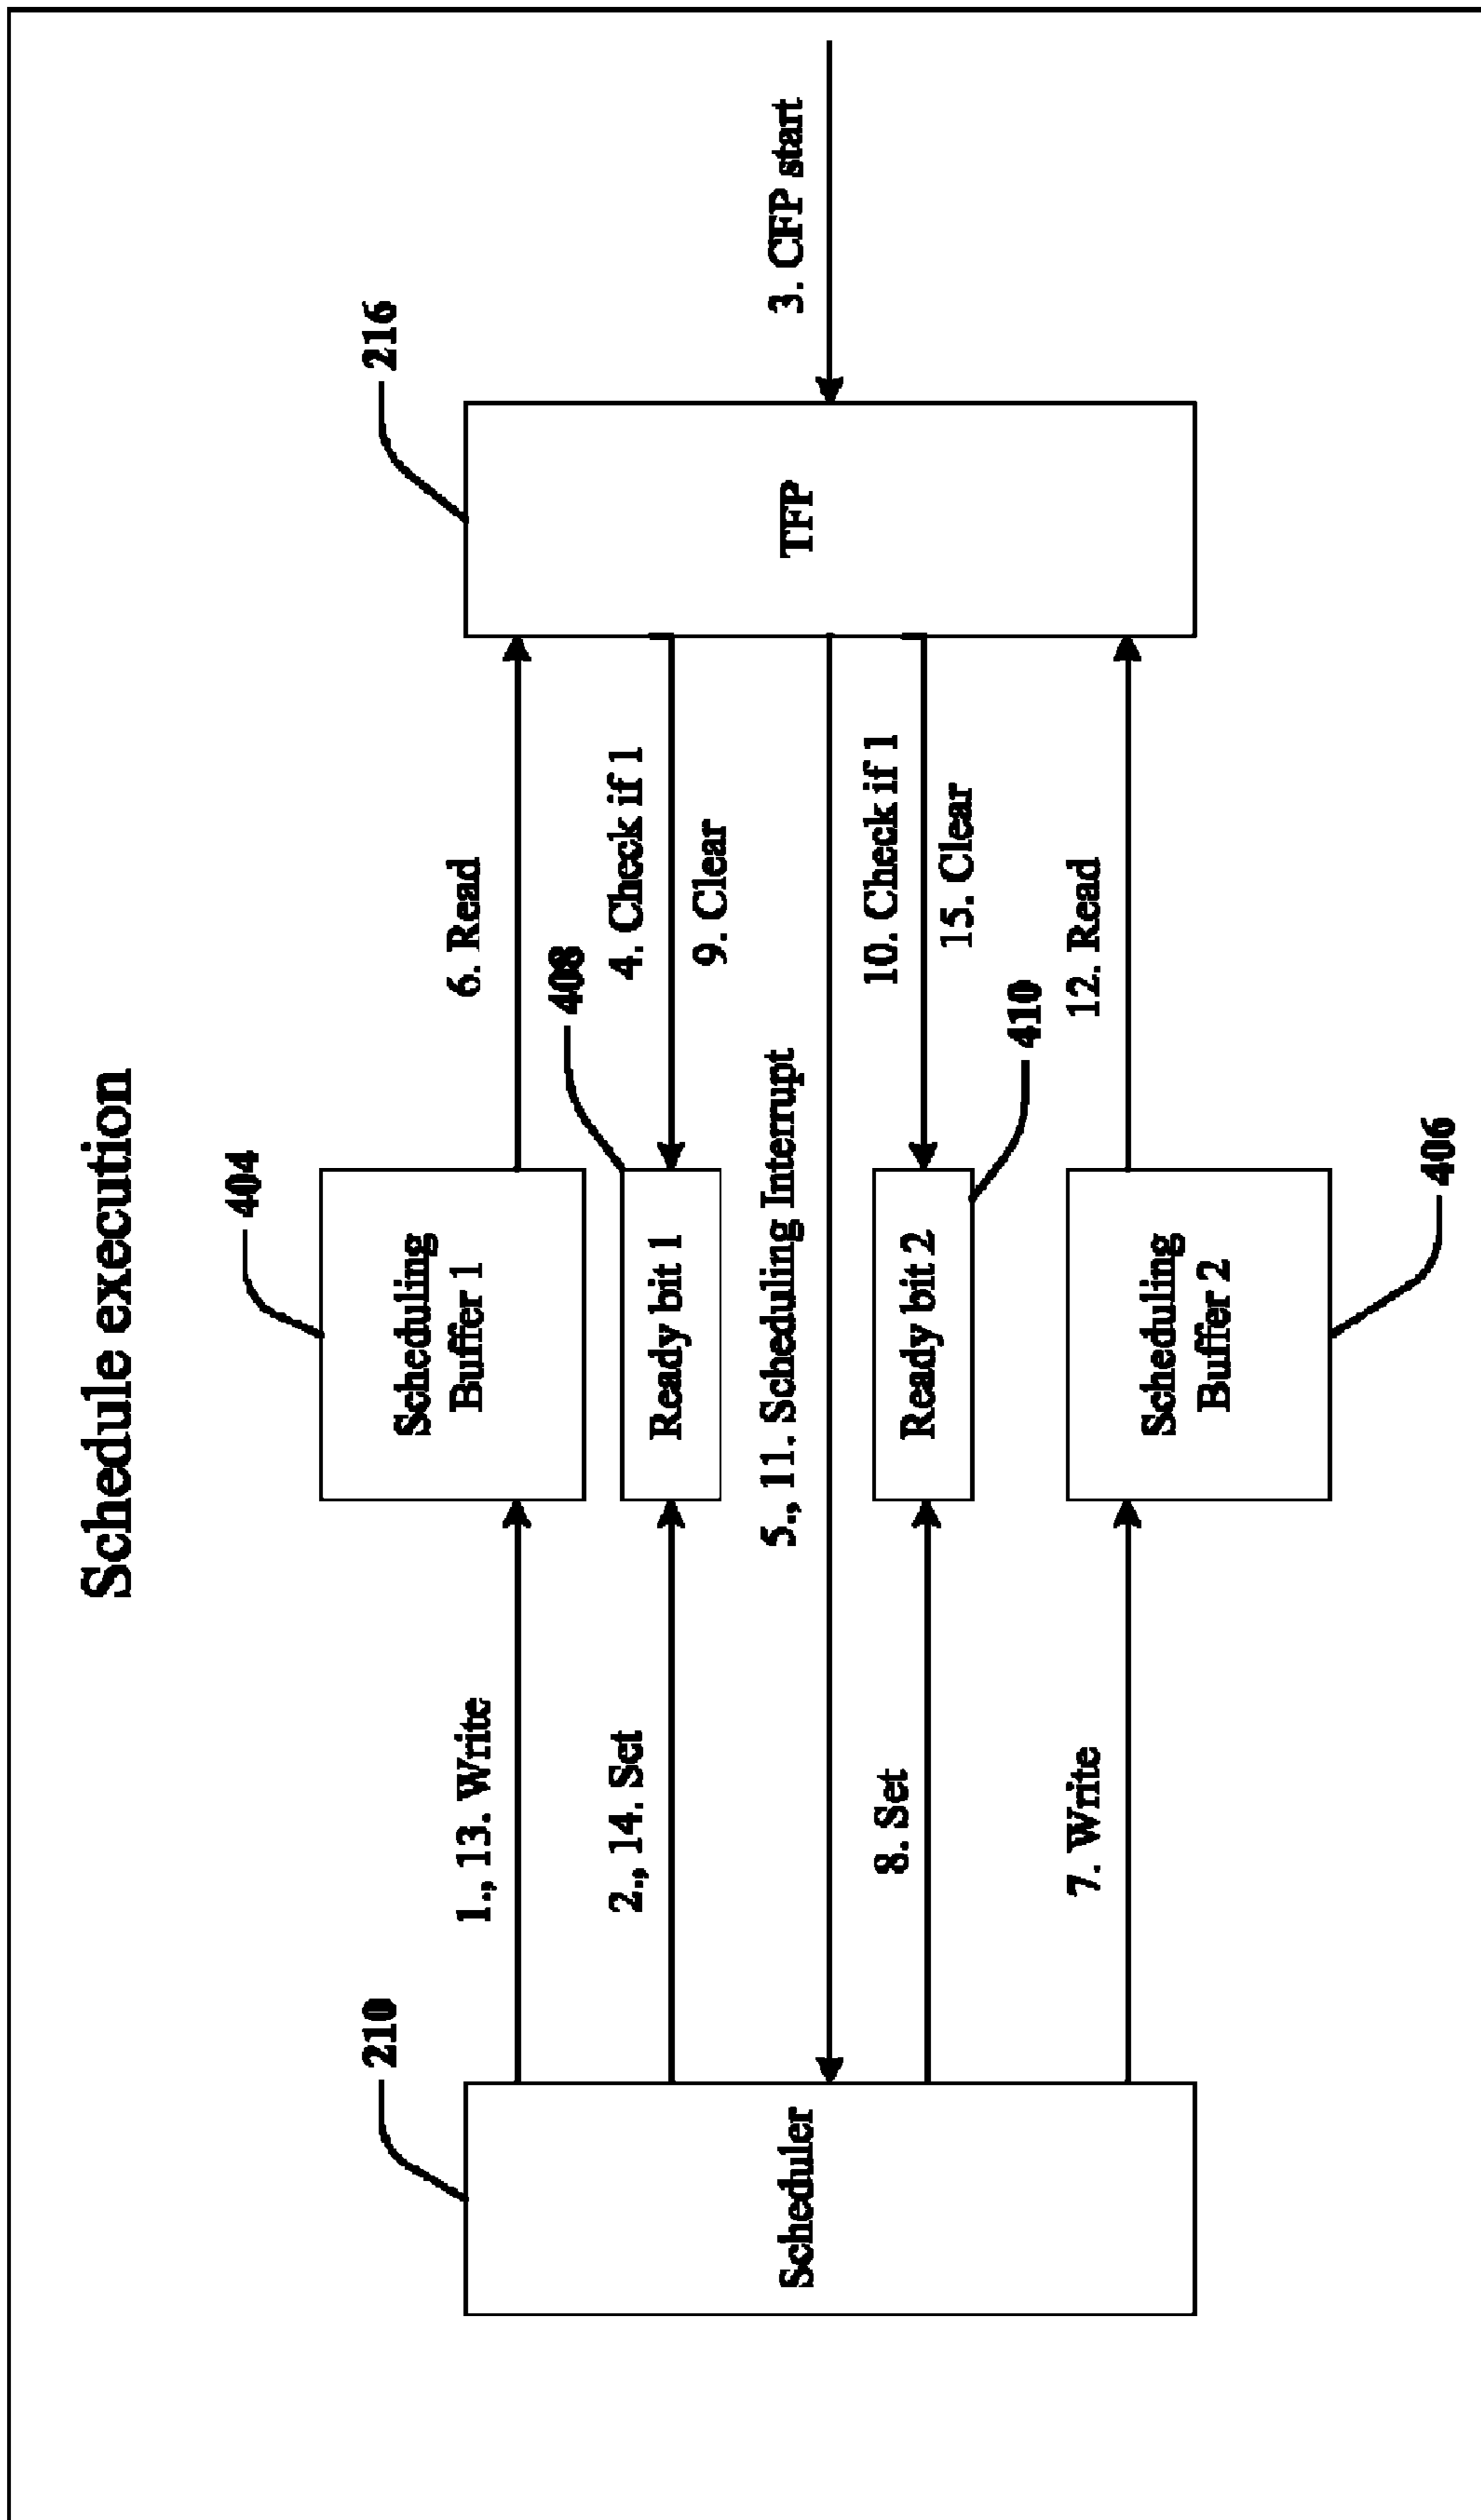 Schedule execution
404
210
216
1., 13. Write
Scheduling
Buffer 1
6. Read
408
2., 14. Set
Ready bit 1
4. Check if 1
9. Clear
Scheduler
5., 11. Scheduling Interrupt
TFP
3. CFP start
8. Set
Ready bit 2
10. Check if 1
15. Clear
410
7. Write
Scheduling
Buffer 2
12. Read
406